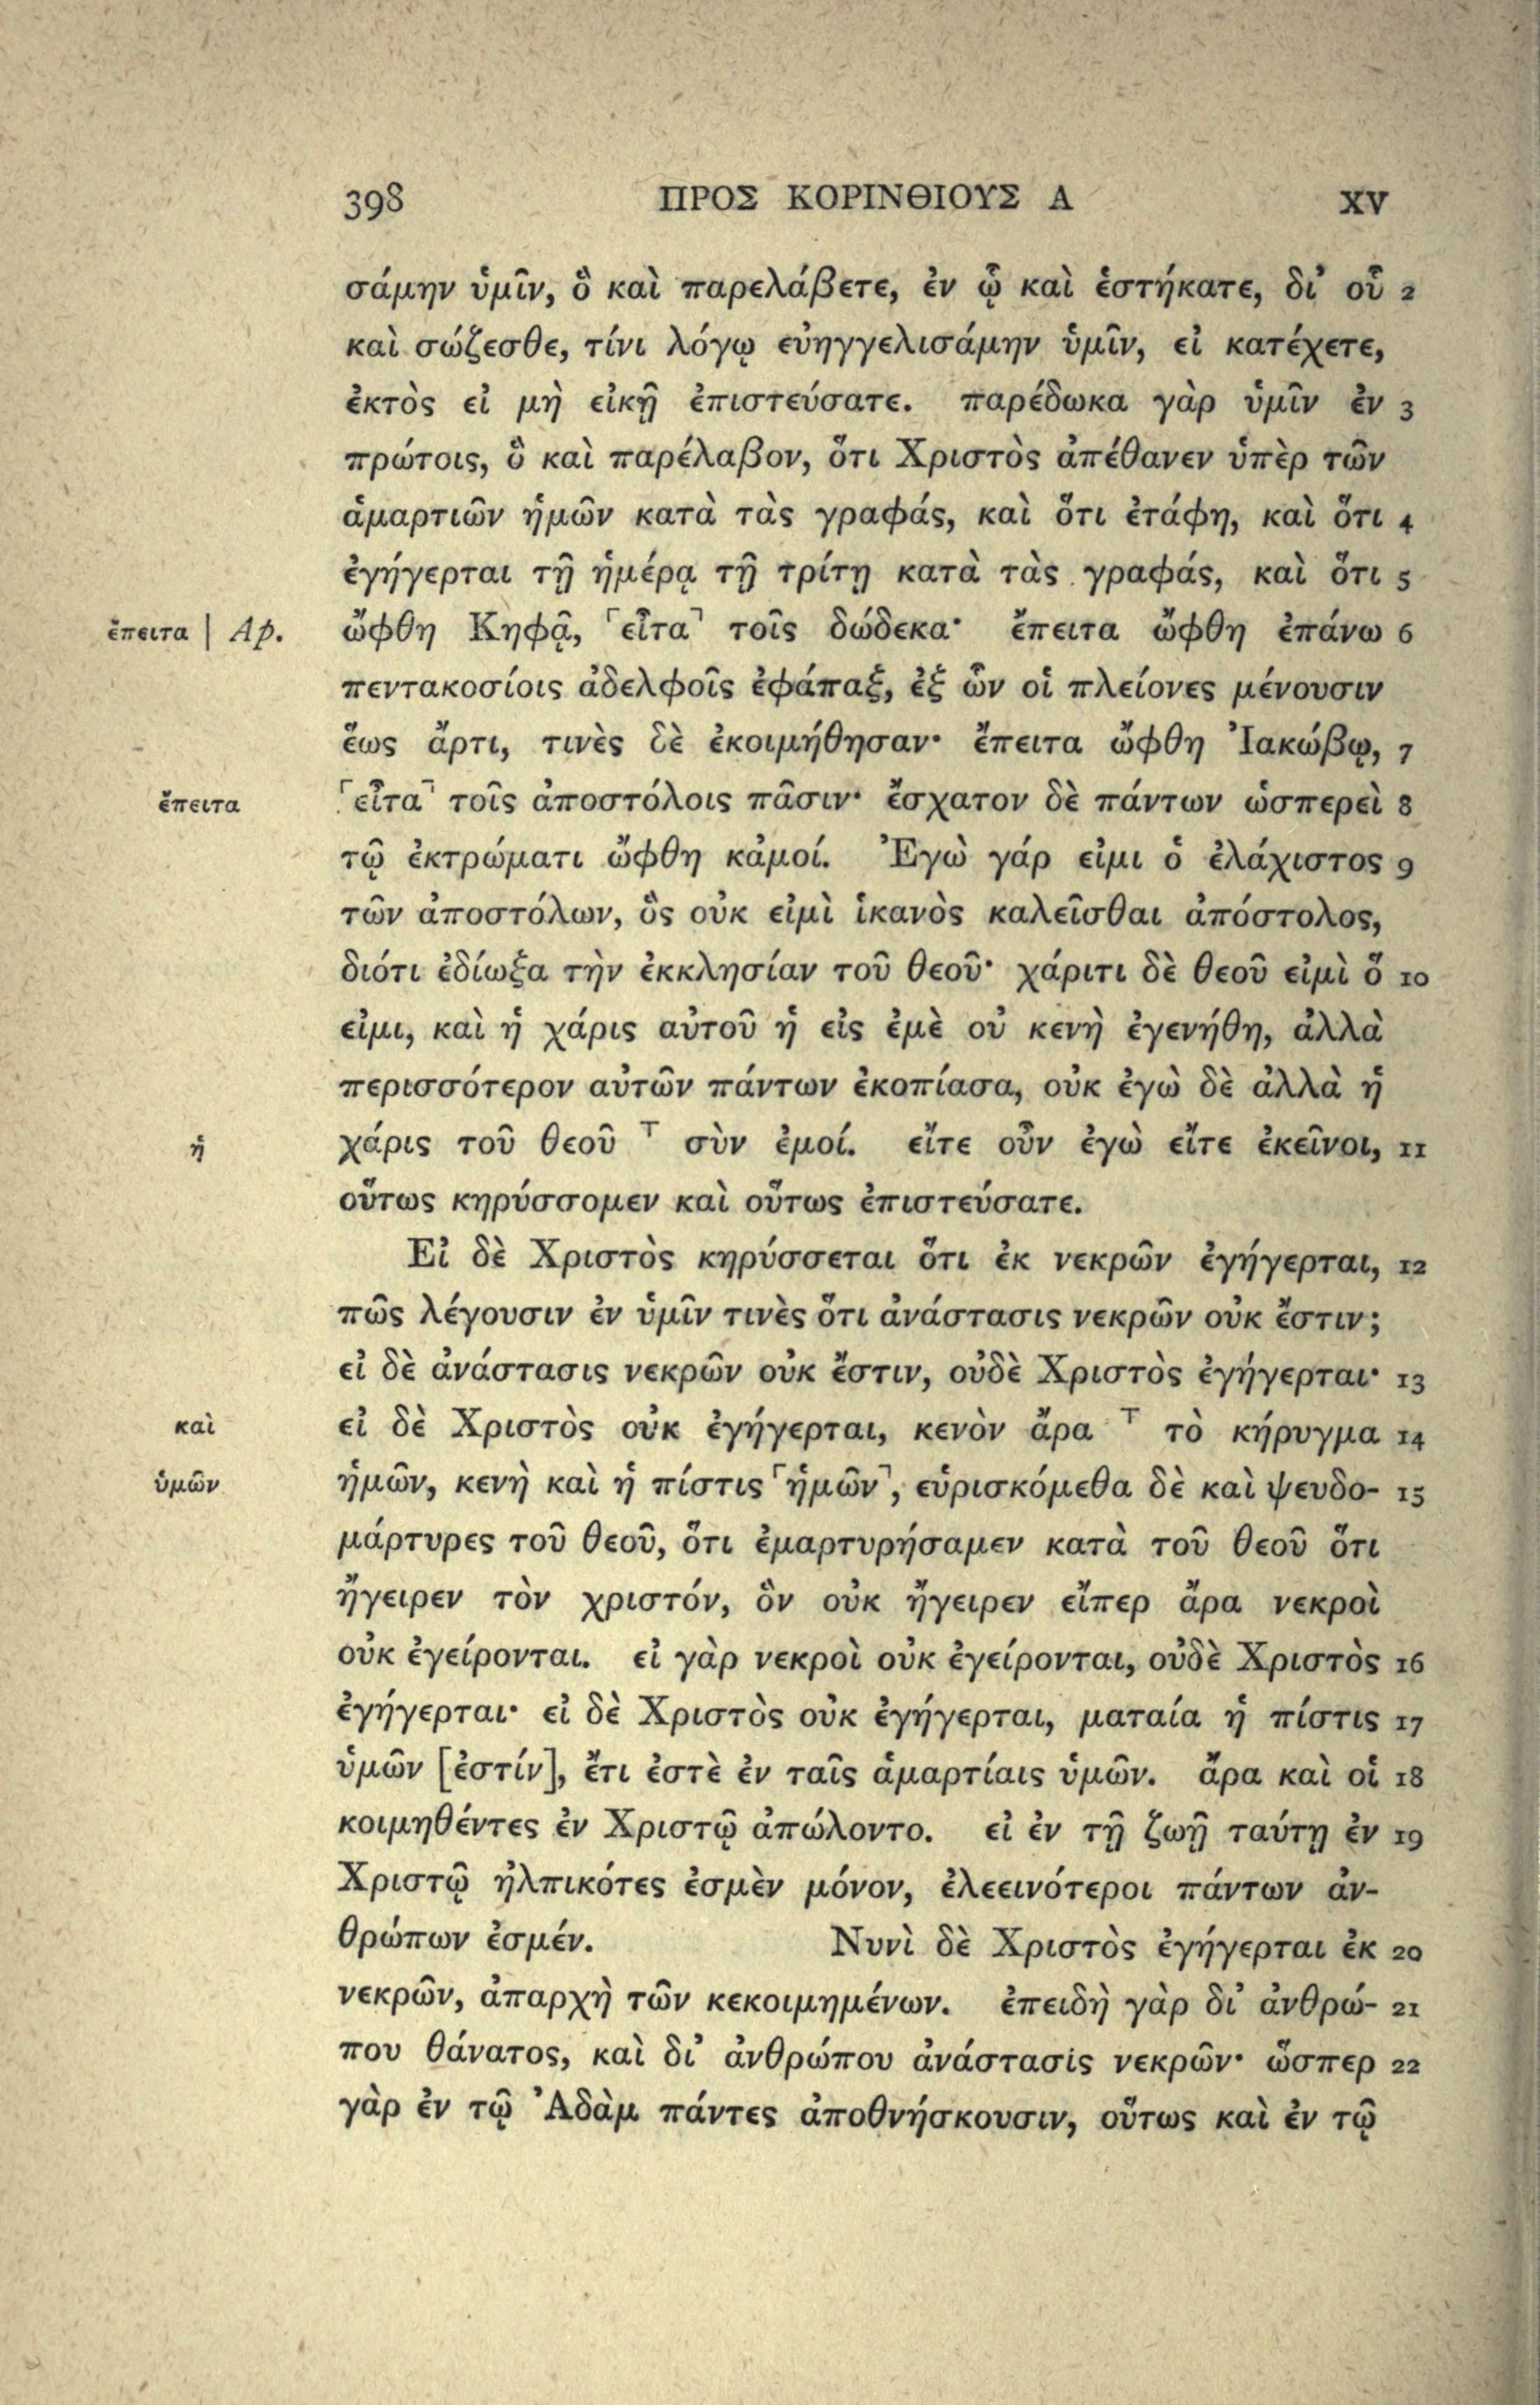 398 ΠΡΟΣ ΚΟΡΙΝΘΙΟΥΣ Α XV
σάμην ὑμῖν, ὃ καὶ παρελάβετε, ἐν ᾧ καὶ ἑστήκατε, δι' οὗ 2
καὶ σώζεσθε, τίνι λόγῳ εὐηγγελισάμην ὑμῖν, εἰ κατέχετε,
ἐκτὸς εἰ μὴ εἰκῇ ἐπιστεύσατε. παρέδωκα γὰρ ὑμῖν ἐν 3
πρώτοις, ὃ καὶ παρέλαβον, ὅτι Χριστὸς ἀπέθανεν ὑπὲρ τῶν
ἁμαρτιῶν ἡμῶν κατὰ τὰς γραφάς, καὶ ὅτι ἐτάφη, καὶ ὅτι 4
ἐγήγερται τῇ ἡμέρᾳ τῇ τρίτῃ κατὰ τὰς γραφάς, καὶ ὅτι 5
ἔπειτα | Ap. ὤφθη Κηφᾷ, ⌜εἶτα⌝ τοῖς δώδεκα· ἔπειτα ὤφθη ἐπάνω 6
πεντακοσίοις ἀδελφοῖς ἐφάπαξ, ἐξ ὧν οἱ πλείονες μένουσιν
ἕως ἄρτι, τινὲς δὲ ἐκοιμήθησαν· ἔπειτα ὤφθη Ἰακώβῳ, 7
ἔπειτα ⌜εἶτα⌝ τοῖς ἀποστόλοις πᾶσιν· ἔσχατον δὲ πάντων ὡσπερεὶ 8
τῷ ἐκτρώματι ὤφθη κἀμοί. Ἐγὼ γάρ εἰμι ὁ ἐλάχιστος 9
τῶν ἀποστόλων, ὃς οὐκ εἰμὶ ἱκανὸς καλεῖσθαι ἀπόστολος,
διότι ἐδίωξα τὴν ἐκκλησίαν τοῦ θεοῦ· χάριτι δὲ θεοῦ εἰμὶ ὅ 10
εἰμι, καὶ ἡ χάρις αὐτοῦ ἡ εἰς ἐμὲ οὐ κενὴ ἐγενήθη, ἀλλὰ
περισσότερον αὐτῶν πάντων ἐκοπίασα, οὐκ ἐγὼ δὲ ἀλλὰ ἡ
ἡ χάρις τοῦ θεοῦ ⊤ σὺν ἐμοί. εἴτε οὖν ἐγὼ εἴτε ἐκεῖνοι, 11
οὕτως κηρύσσομεν καὶ οὕτως ἐπιστεύσατε.
Εἰ δὲ Χριστὸς κηρύσσεται ὅτι ἐκ νεκρῶν ἐγήγερται, 12
πῶς λέγουσιν ἐν ὑμῖν τινὲς ὅτι ἀνάστασις νεκρῶν οὐκ ἔστιν;
εἰ δὲ ἀνάστασις νεκρῶν οὐκ ἔστιν, οὐδὲ Χριστὸς ἐγήγερται· 13
καὶ εἰ δὲ Χριστὸς οὐκ ἐγήγερται, κενὸν ἄρα ⊤ τὸ κήρυγμα 14
ὑμῶν ἡμῶν, κενὴ καὶ ἡ πίστις ⌜ἡμῶν⌝, εὑρισκόμεθα δὲ καὶ ψευδο- 15
μάρτυρες τοῦ θεοῦ, ὅτι ἐμαρτυρήσαμεν κατὰ τοῦ θεοῦ ὅτι
ἤγειρεν τὸν χριστόν, ὃν οὐκ ἤγειρεν εἴπερ ἄρα νεκροὶ
οὐκ ἐγείρονται. εἰ γὰρ νεκροὶ οὐκ ἐγείρονται, οὐδὲ Χριστὸς 16
ἐγήγερται· εἰ δὲ Χριστὸς οὐκ ἐγήγερται, ματαία ἡ πίστις 17
ὑμῶν [ἐστίν], ἔτι ἐστὲ ἐν ταῖς ἁμαρτίαις ὑμῶν. ἄρα καὶ οἱ 18
κοιμηθέντες ἐν Χριστῷ ἀπώλοντο. εἰ ἐν τῇ ζωῇ ταύτῃ ἐν 19
Χριστῷ ἠλπικότες ἐσμὲν μόνον, ἐλεεινότεροι πάντων ἀν-
θρώπων ἐσμέν. Νυνὶ δὲ Χριστὸς ἐγήγερται ἐκ 20
νεκρῶν, ἀπαρχὴ τῶν κεκοιμημένων. ἐπειδὴ γὰρ δι' ἀνθρώ- 21
που θάνατος, καὶ δι' ἀνθρώπου ἀνάστασις νεκρῶν· ὥσπερ 22
γὰρ ἐν τῷ Ἀδὰμ πάντες ἀποθνήσκουσιν, οὕτως καὶ ἐν τῷ